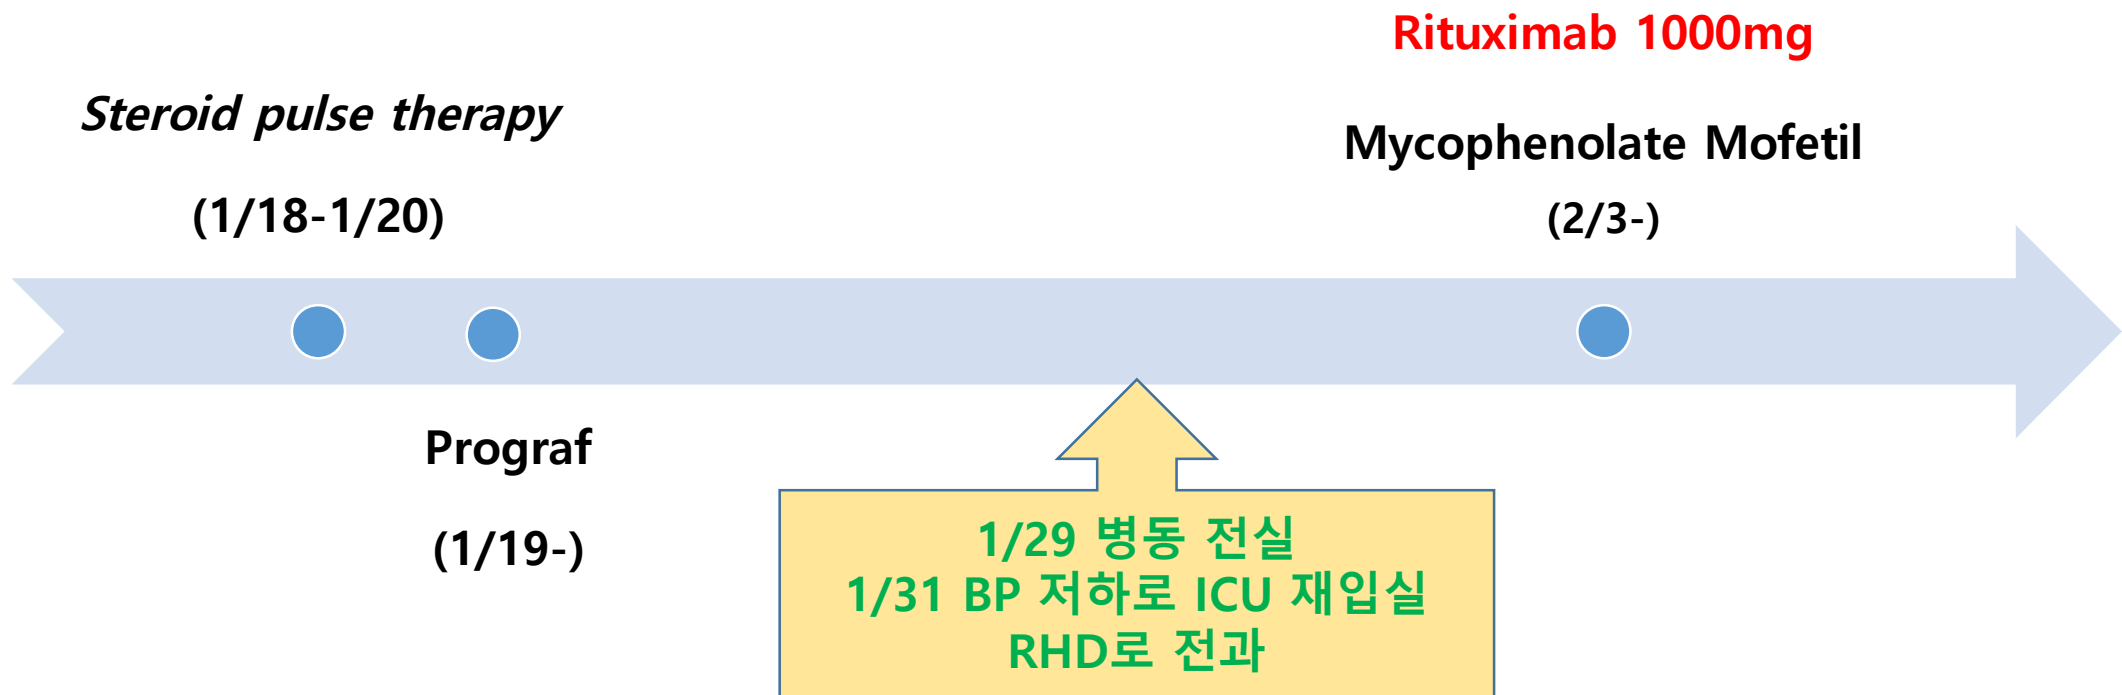 Rituximab 1000mg
Steroid pulse therapy
(1/18-1/20)
Mycophenolate Mofetil
(2/3-)
Prograf
(1/19-)
1/29 병동 전실
1/31 BP 저하로 ICU 재입실
RHD로 전과